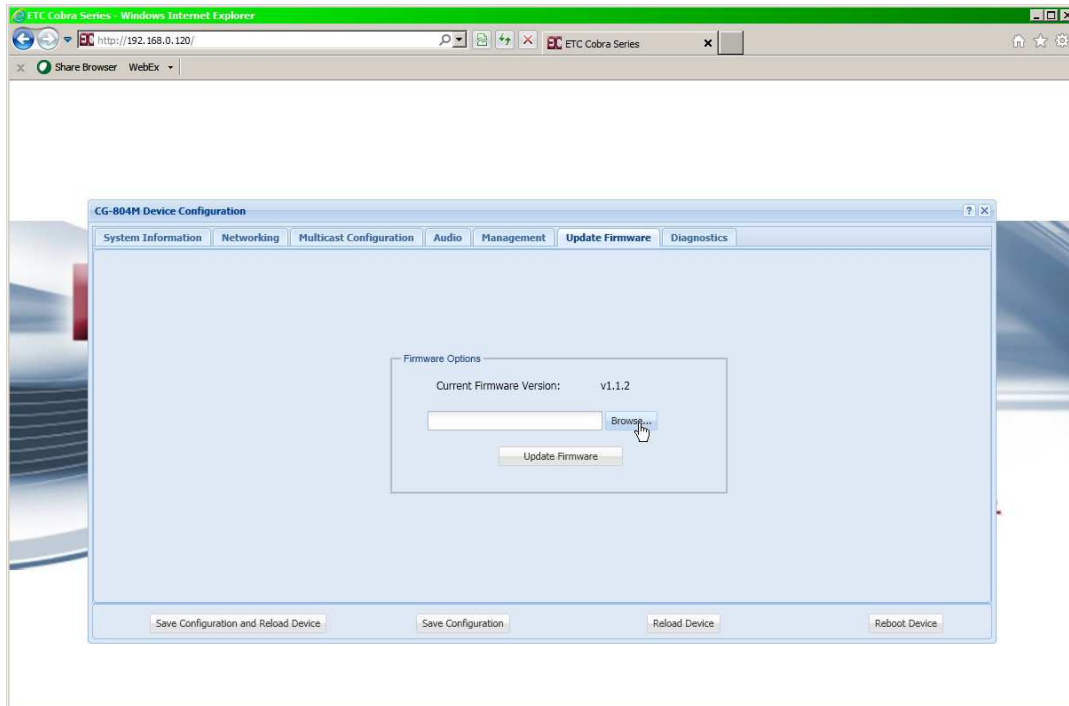 ETC Cobra Series - Windows Internet Explorer
http://192.168.0.120/
ETC Cobra Series
x Share Browser WebEx
CG-804M Device Configuration
System Information Networking Multicast Configuration Audio Management Update Firmware Diagnostics
Firmware Options
Current Firmware Version: v1.1.2
Browse...
Update Firmware
Save Configuration and Reload Device Save Configuration Reload Device Reboot Device